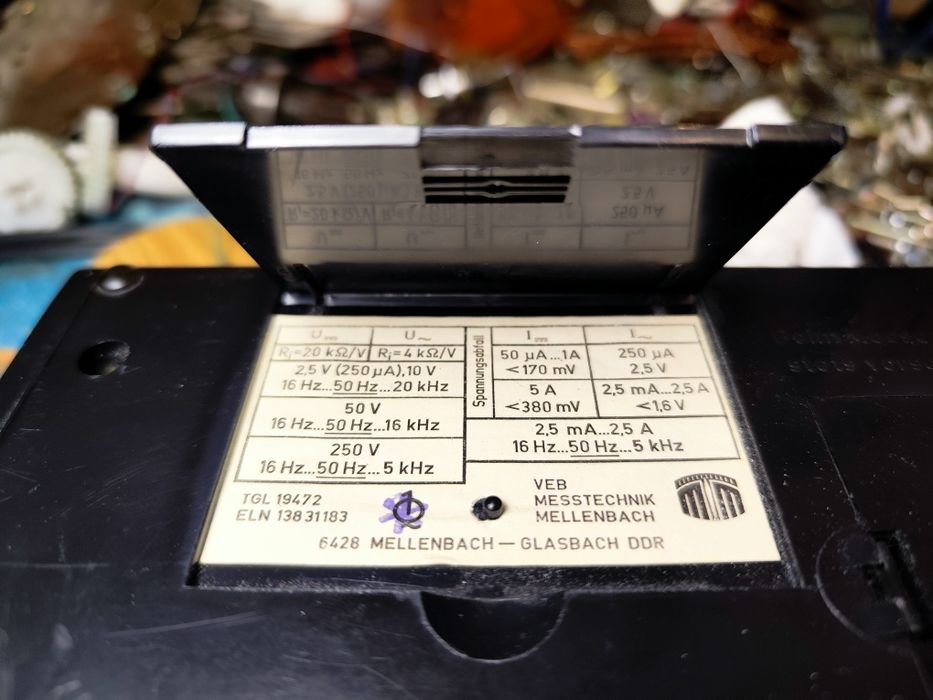 U⎓ U~
Rᵢ=20 kΩ/V Rᵢ=4 kΩ/V
2,5 V (250 µA),10 V
16 Hz...50 Hz...20 kHz
50 V
16 Hz...50 Hz...16 kHz
250 V
16 Hz...50 Hz...5 kHz
Spannungsabfall
I⎓ I~
50 µA...1A 250 µA
<170 mV 2,5 V
5 A 2,5 mA...2,5 A
<380 mV <1,6 V
2,5 mA...2,5 A
16 Hz...50 Hz...5 kHz
TGL 19472
ELN 13831183
VEB
MESSTECHNIK
MELLENBACH
6428 MELLENBACH — GLASBACH DDR